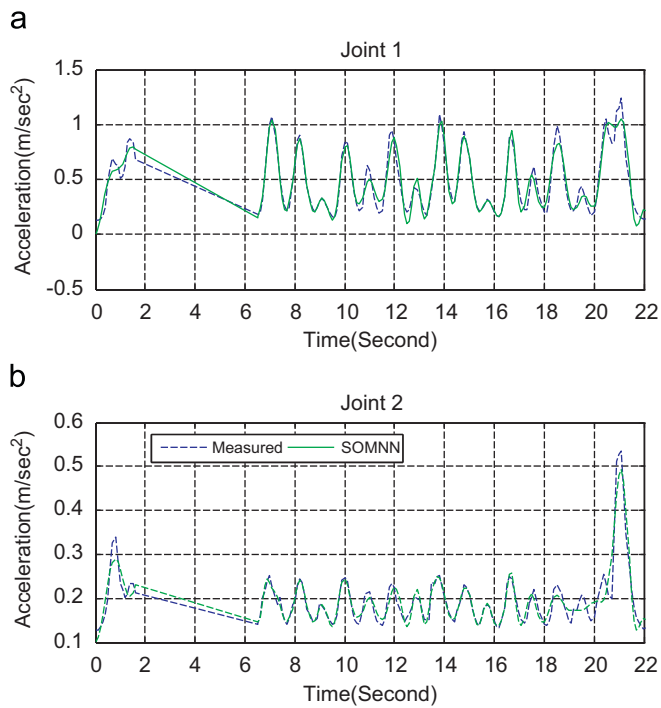 a
Joint 1
1.5
1
0.5
0
-0.5
Acceleration(m/sec²)
0 2 4 6 8 10 12 14 16 18 20 22
Time(Second)
b
Joint 2
0.6
0.5
0.4
0.3
0.2
0.1
Acceleration(m/sec²)
Measured SOMNN
0 2 4 6 8 10 12 14 16 18 20 22
Time(Second)